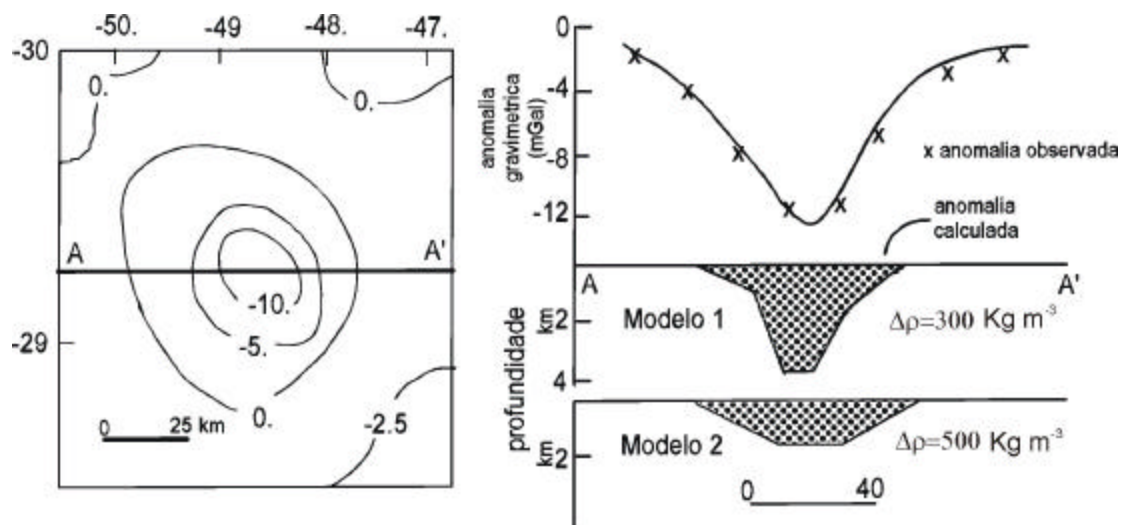 -50. -49 -48. -47.
-30
0.
0.
A A'
-10.
-5.
-29
0.
-2.5
0 25 km
0
-4
-8
-12
anomalia
gravimetrica
(mGal)
x anomalia observada
anomalia
calculada
A A'
profundidade
km
2
4
Modelo 1 Δρ=300 Kg m⁻³
km
2
Modelo 2 Δρ=500 Kg m⁻³
0 40